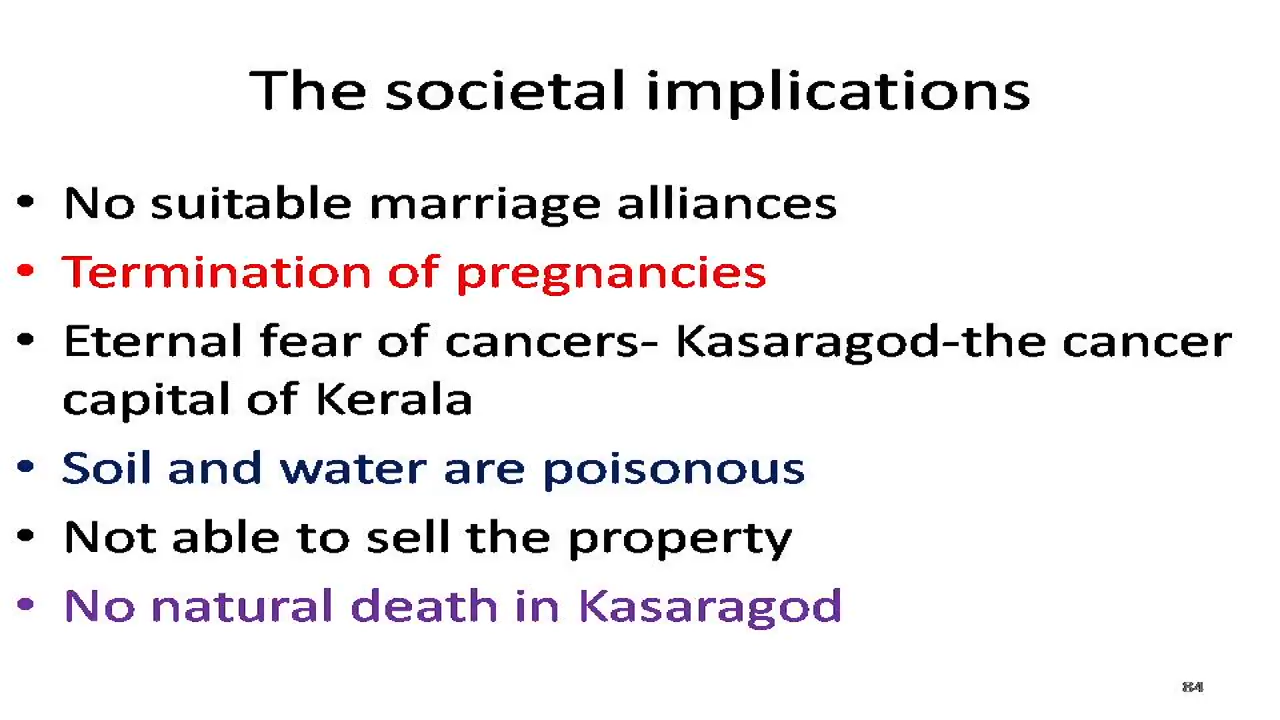 The societal implications
• No suitable marriage alliances
• Termination of pregnancies
• Eternal fear of cancers- Kasaragod-the cancer
capital of Kerala
• Soil and water are poisonous
• Not able to sell the property
• No natural death in Kasaragod
84